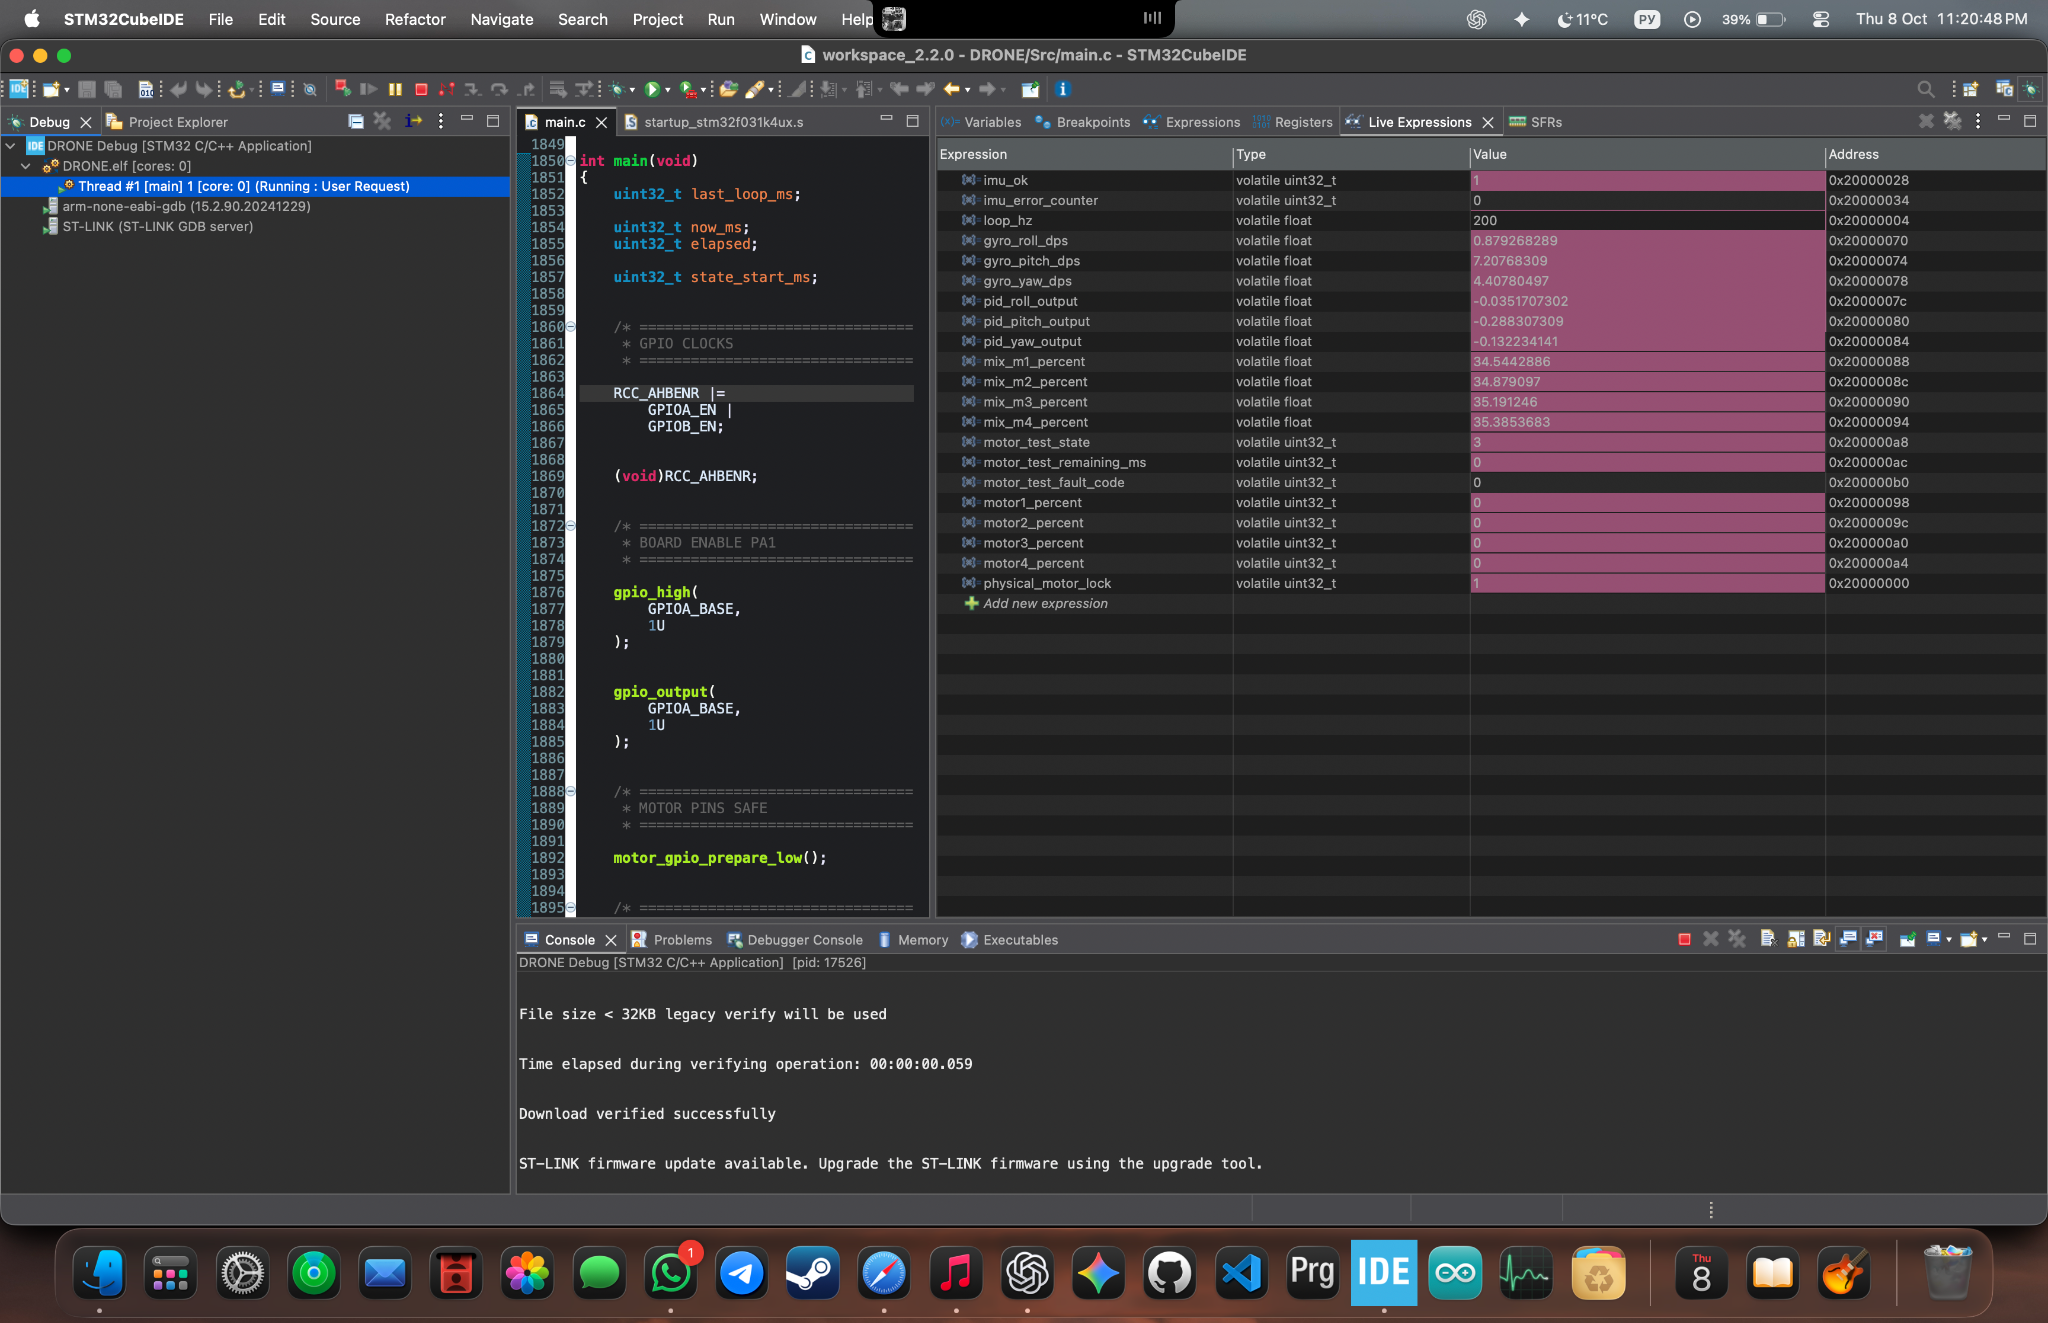 STM32CubeIDE File Edit Source Refactor Navigate Search Project Run Window Help 11°C РУ 39% Thu 8 Oct 11:20:48 PM
workspace_2.2.0 - DRONE/Src/main.c - STM32CubeIDE
Debug Project Explorer
IDE DRONE Debug [STM32 C/C++ Application]
DRONE.elf [cores: 0]
Thread #1 [main] 1 [core: 0] (Running : User Request)
arm-none-eabi-gdb (15.2.90.20241229)
ST-LINK (ST-LINK GDB server)
main.c startup_stm32f031k4ux.s
1849
1850 int main(void)
1851 {
1852 uint32_t last_loop_ms;
1853
1854 uint32_t now_ms;
1855 uint32_t elapsed;
1856
1857 uint32_t state_start_ms;
1858
1859
1860 /* ================================
1861 * GPIO CLOCKS
1862 * ================================
1863
1864 RCC_AHBENR |=
1865 GPIOA_EN |
1866 GPIOB_EN;
1867
1868
1869 (void)RCC_AHBENR;
1870
1871
1872 /* ================================
1873 * BOARD ENABLE PA1
1874 * ================================
1875
1876 gpio_high(
1877 GPIOA_BASE,
1878 1U
1879 );
1880
1881
1882 gpio_output(
1883 GPIOA_BASE,
1884 1U
1885 );
1886
1887
1888 /* ================================
1889 * MOTOR PINS SAFE
1890 * ================================
1891
1892 motor_gpio_prepare_low();
1893
1894
1895 /* ================================
Variables Breakpoints Expressions Registers Live Expressions SFRs
Expression Type Value Address
imu_ok volatile uint32_t 1 0x20000028
imu_error_counter volatile uint32_t 0 0x20000034
loop_hz volatile float 200 0x20000004
gyro_roll_dps volatile float 0.879268289 0x20000070
gyro_pitch_dps volatile float 7.20768309 0x20000074
gyro_yaw_dps volatile float 4.40780497 0x20000078
pid_roll_output volatile float -0.0351707302 0x2000007c
pid_pitch_output volatile float -0.288307309 0x20000080
pid_yaw_output volatile float -0.132234141 0x20000084
mix_m1_percent volatile float 34.5442886 0x20000088
mix_m2_percent volatile float 34.879097 0x2000008c
mix_m3_percent volatile float 35.191246 0x20000090
mix_m4_percent volatile float 35.3853683 0x20000094
motor_test_state volatile uint32_t 3 0x200000a8
motor_test_remaining_ms volatile uint32_t 0 0x200000ac
motor_test_fault_code volatile uint32_t 0 0x200000b0
motor1_percent volatile uint32_t 0 0x20000098
motor2_percent volatile uint32_t 0 0x2000009c
motor3_percent volatile uint32_t 0 0x200000a0
motor4_percent volatile uint32_t 0 0x200000a4
physical_motor_lock volatile uint32_t 1 0x20000000
Add new expression
Console Problems Debugger Console Memory Executables
DRONE Debug [STM32 C/C++ Application] [pid: 17526]
File size < 32KB legacy verify will be used
Time elapsed during verifying operation: 00:00:00.059
Download verified successfully
ST-LINK firmware update available. Upgrade the ST-LINK firmware using the upgrade tool.
1
Prg IDE Thu
8